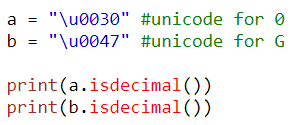 a = "\u0030" #unicode for 0
b = "\u0047" #unicode for G
print(a.isdecimal())
print(b.isdecimal())